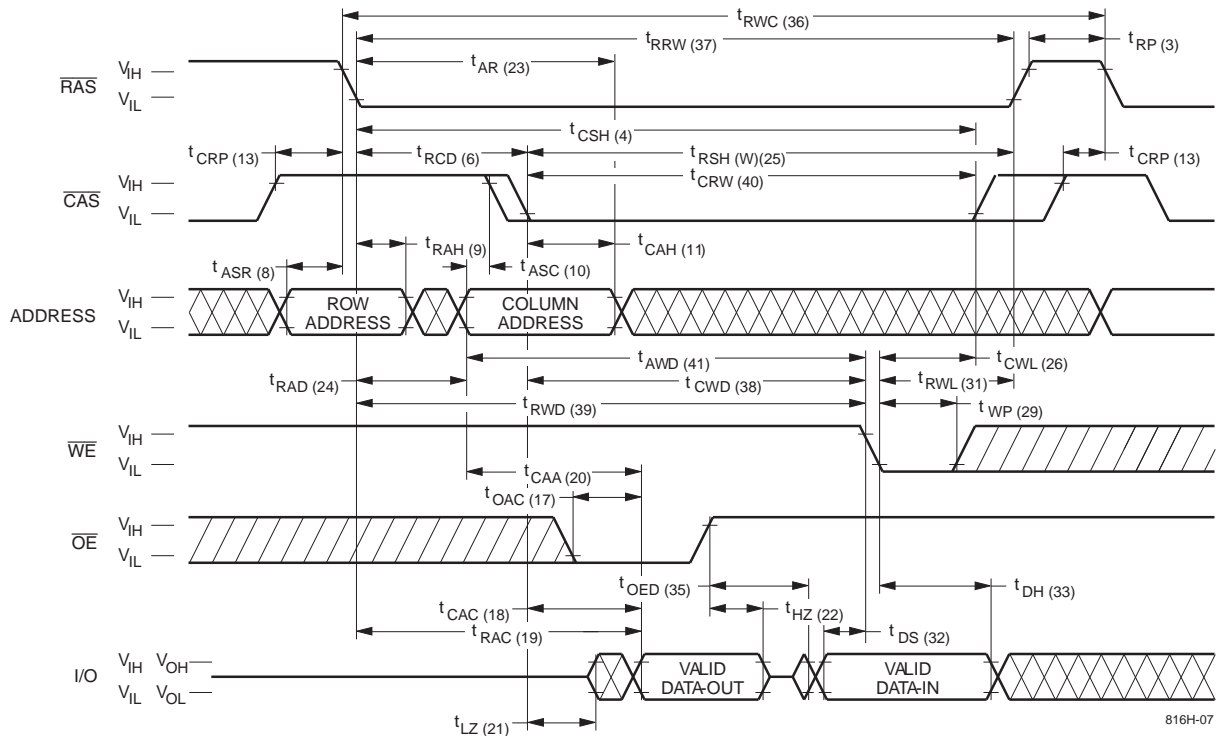 tRWC (36)
tRRW (37)
tRP (3)
tAR (23)
RAS
VIH
VIL
tCSH (4)
tCRP (13)
tRCD (6)
tRSH (W)(25)
tCRP (13)
CAS
VIH
VIL
tCRW (40)
tRAH (9)
tCAH (11)
tASR (8)
tASC (10)
ADDRESS
VIH
VIL
ROW
ADDRESS
COLUMN
ADDRESS
tAWD (41)
tCWL (26)
tRAD (24)
tCWD (38)
tRWL (31)
tRWD (39)
tWP (29)
WE
VIH
VIL
tCAA (20)
tOAC (17)
OE
VIH
VIL
tOED (35)
tDH (33)
tCAC (18)
tHZ (22)
tRAC (19)
tDS (32)
I/O
VIH VOH
VIL VOL
VALID
DATA-OUT
VALID
DATA-IN
tLZ (21)
816H-07